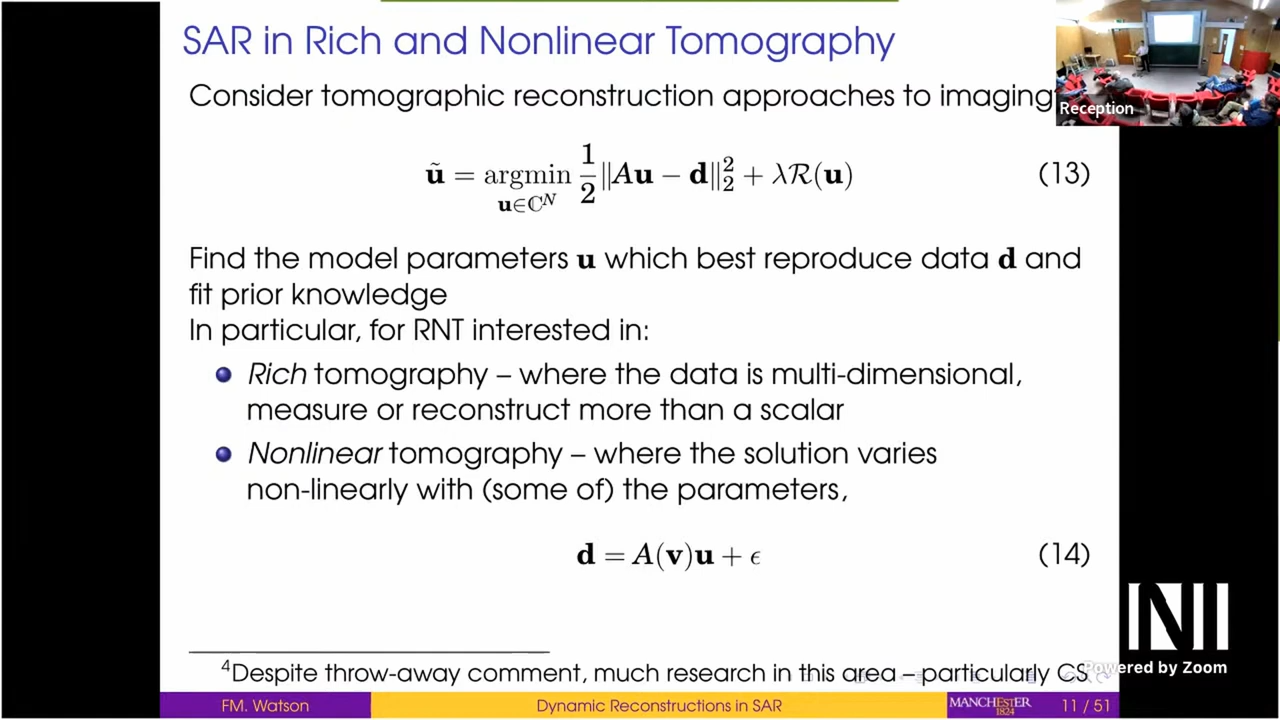 SAR in Rich and Nonlinear Tomography
Consider tomographic reconstruction approaches to imaging
Reception
ũ = argmin 1/2 ‖Au − d‖₂² + λℛ(u) (13)
u∈ℂᴺ
Find the model parameters u which best reproduce data d and
fit prior knowledge
In particular, for RNT interested in:
Rich tomography – where the data is multi-dimensional,
measure or reconstruct more than a scalar
Nonlinear tomography – where the solution varies
non-linearly with (some of) the parameters,
d = A(v)u + ϵ (14)
NI
⁴Despite throw-away comment, much research in this area – particularly CS
Powered by Zoom
FM. Watson Dynamic Reconstructions in SAR MANCHESTER 1824 11 / 51